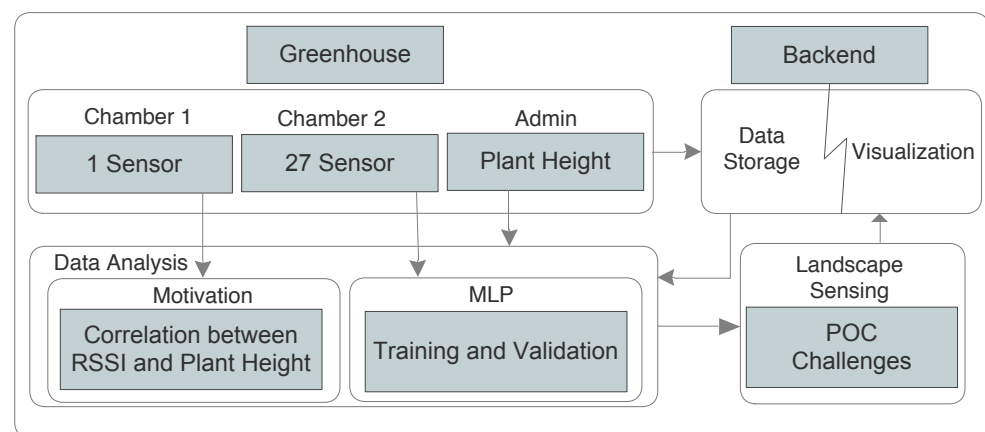 Greenhouse
Backend
Chamber 1
Chamber 2
Admin
1 Sensor
27 Sensor
Plant Height
Data
Storage
Visualization
Data Analysis
Motivation
Correlation between
RSSI and Plant Height
MLP
Training and Validation
Landscape
Sensing
POC
Challenges